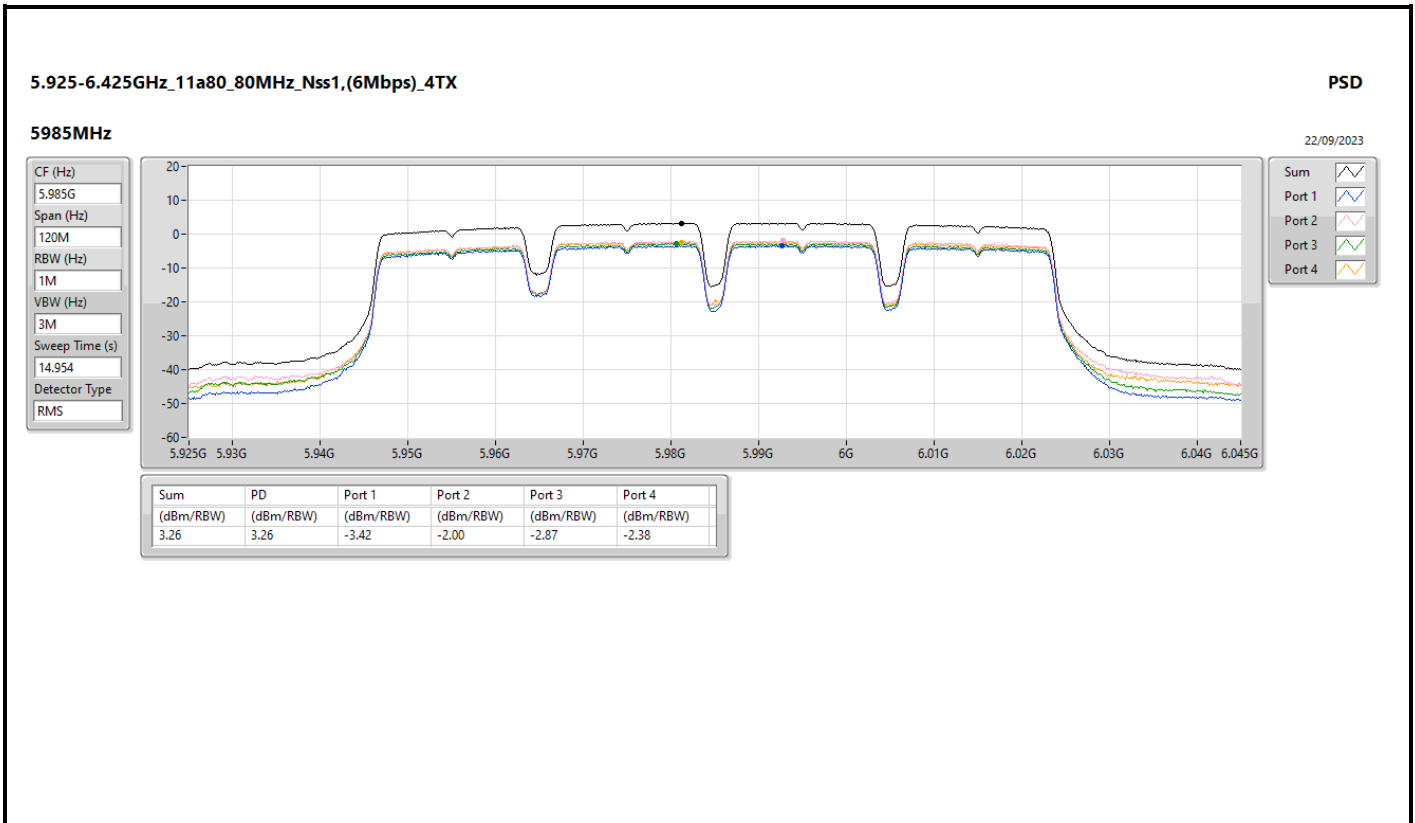 5.925-6.425GHz_11a80_80MHz_Nss1,(6Mbps)_4TX
PSD
5985MHz
22/09/2023
CF (Hz)
5.985G
Span (Hz)
120M
RBW (Hz)
1M
VBW (Hz)
3M
Sweep Time (s)
14.954
Detector Type
RMS
20
10
0
-10
-20
-30
-40
-50
-60
5.925G 5.93G 5.94G 5.95G 5.96G 5.97G 5.98G 5.99G 6G 6.01G 6.02G 6.03G 6.04G 6.045G
Sum
Port 1
Port 2
Port 3
Port 4
Sum PD Port 1 Port 2 Port 3 Port 4
(dBm/RBW) (dBm/RBW) (dBm/RBW) (dBm/RBW) (dBm/RBW) (dBm/RBW)
3.26 3.26 -3.42 -2.00 -2.87 -2.38